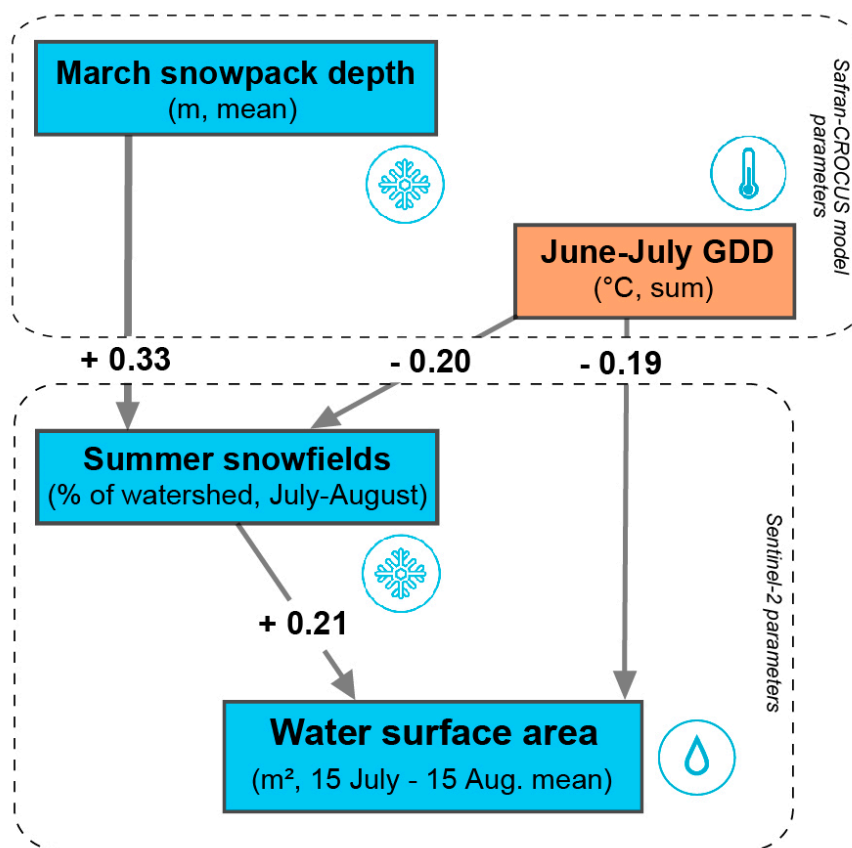 March snowpack depth
(m, mean)
Safran-CROCUS model
parameters
June-July GDD
(°C, sum)
+ 0.33
- 0.20
- 0.19
Summer snowfields
(% of watershed, July-August)
Sentinel-2 parameters
+ 0.21
Water surface area
(m², 15 July - 15 Aug. mean)